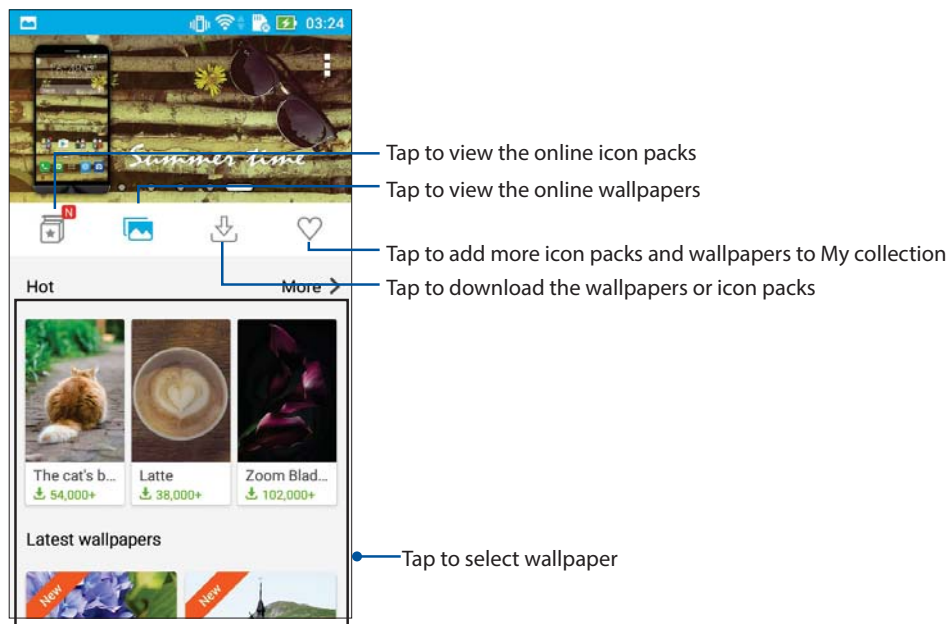 03:24
Summer time
Tap to view the online icon packs
Tap to view the online wallpapers
N
Tap to add more icon packs and wallpapers to My collection
Hot
More
Tap to download the wallpapers or icon packs
The cat's b...
Latte
Zoom Blad...
54,000+
38,000+
102,000+
Latest wallpapers
Tap to select wallpaper
New
New